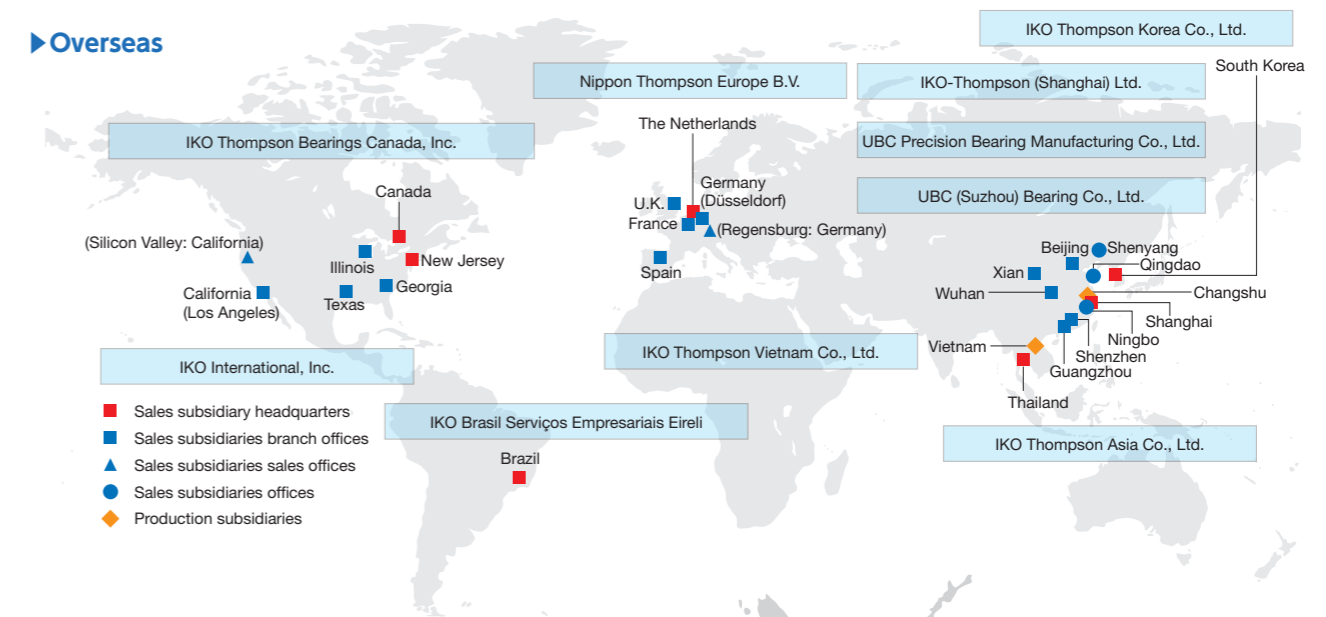 Overseas
IKO Thompson Korea Co., Ltd.
South Korea
Nippon Thompson Europe B.V.
IKO-Thompson (Shanghai) Ltd.
The Netherlands
IKO Thompson Bearings Canada, Inc.
UBC Precision Bearing Manufacturing Co., Ltd.
Canada
Germany
(Düsseldorf)
U.K.
France
(Regensburg: Germany)
Spain
UBC (Suzhou) Bearing Co., Ltd.
(Silicon Valley: California)
Illinois
New Jersey
California
(Los Angeles)
Texas
Georgia
Beijing
Shenyang
Qingdao
Xian
Wuhan
Changshu
Shanghai
Ningbo
Shenzhen
Guangzhou
Vietnam
Thailand
IKO Thompson Vietnam Co., Ltd.
IKO International, Inc.
IKO Brasil Serviços Empresariais Eireli
Brazil
IKO Thompson Asia Co., Ltd.
Sales subsidiary headquarters
Sales subsidiaries branch offices
Sales subsidiaries sales offices
Sales subsidiaries offices
Production subsidiaries